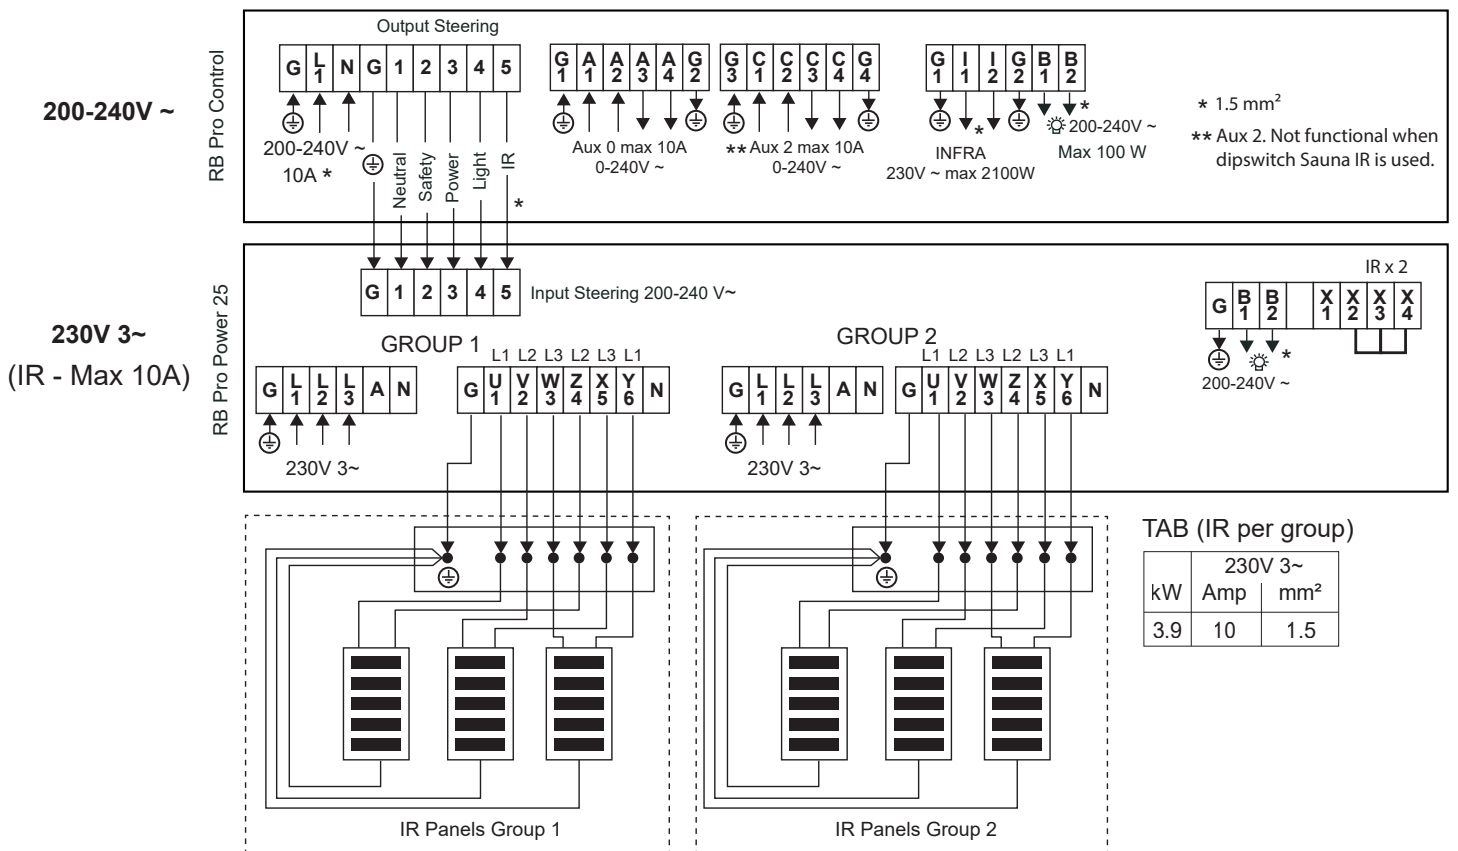 Output Steering
RB Pro Control
200-240V ~
G L1 N G 1 2 3 4 5
G1 A1 A2 A3 A4 G2
G3 C1 C2 C3 C4 G4
G1 I1 I2 G2 B1 B2
200-240V ~
10A *
Neutral
Safety
Power
Light
IR
*
Aux 0 max 10A
0-240V ~
** Aux 2 max 10A
0-240V ~
*
INFRA
230V ~ max 2100W
*
200-240V ~
Max 100 W
* 1.5 mm²
** Aux 2. Not functional when
dipswitch Sauna IR is used.
RB Pro Power 25
230V 3~
(IR - Max 10A)
G 1 2 3 4 5
Input Steering 200-240 V~
GROUP 1
L1 L2 L3 L2 L3 L1
G L1 L2 L3 A N
G U1 V2 W3 Z4 X5 Y6 N
230V 3~
GROUP 2
L1 L2 L3 L2 L3 L1
G L1 L2 L3 A N
G U1 V2 W3 Z4 X5 Y6 N
230V 3~
IR x 2
G B1 B2 X1 X2 X3 X4
*
200-240V ~
IR Panels Group 1
IR Panels Group 2
TAB (IR per group)
230V 3~
kW Amp mm²
3.9 10 1.5